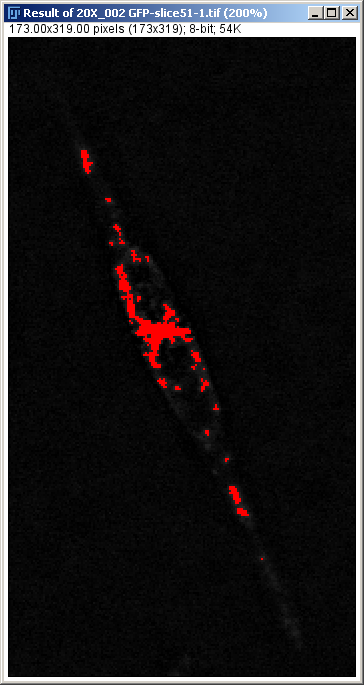 Result of 20X_002 GFP-slice51-1.tif (200%)
173.00x319.00 pixels (173x319); 8-bit; 54K